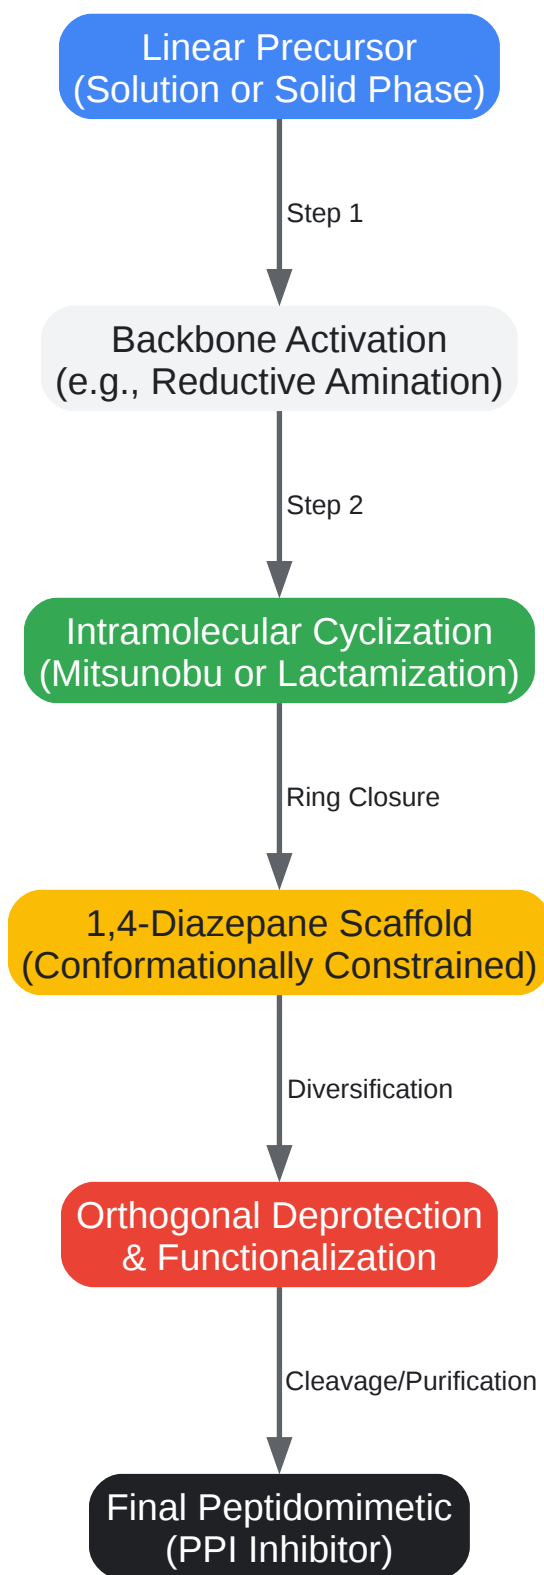 Linear Precursor
(Solution or Solid Phase)
Step 1
Backbone Activation
(e.g., Reductive Amination)
Step 2
Intramolecular Cyclization
(Mitsunobu or Lactamization)
Ring Closure
1,4-Diazepane Scaffold
(Conformationally Constrained)
Diversification
Orthogonal Deprotection
& Functionalization
Cleavage/Purification
Final Peptidomimetic
(PPI Inhibitor)